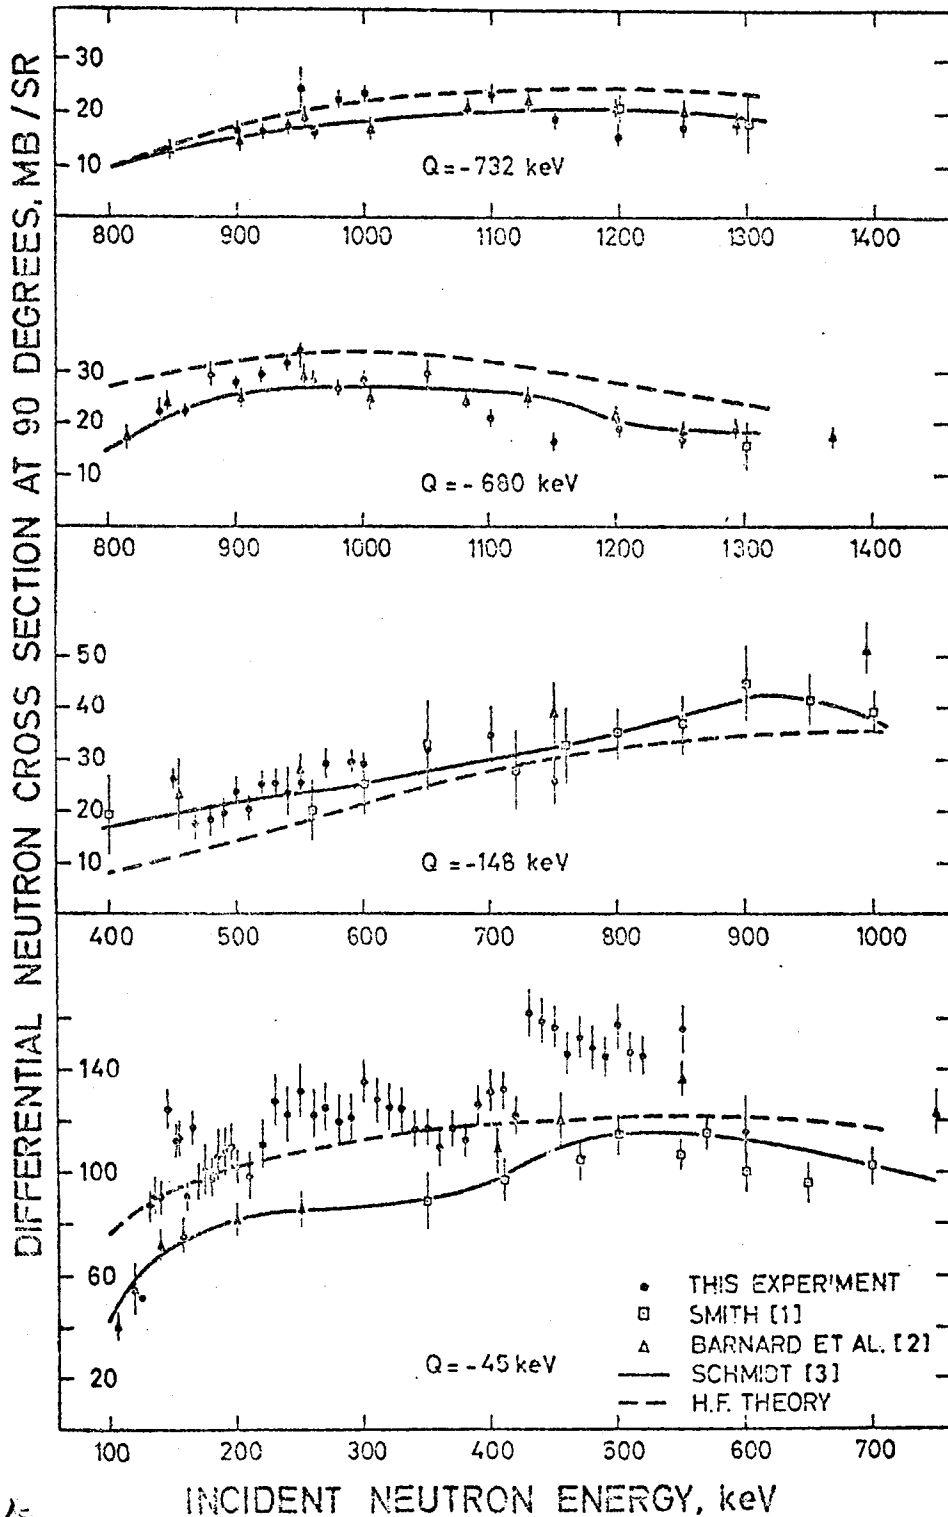 DIFFERENTIAL NEUTRON CROSS SECTION AT 90 DEGREES, MB/SR
30
20
10
Q = -732 keV
800 900 1000 1100 1200 1300 1400
30
20
10
Q = - 680 keV
800 900 1000 1100 1200 1300 1400
50
40
30
20
10
Q = -148 keV
400 500 600 700 800 900 1000
140
100
60
20
Q = -45 keV
THIS EXPERIMENT
SMITH [1]
BARNARD ET AL. [2]
SCHMIDT [3]
H.F. THEORY
100 200 300 400 500 600 700
INCIDENT NEUTRON ENERGY, keV